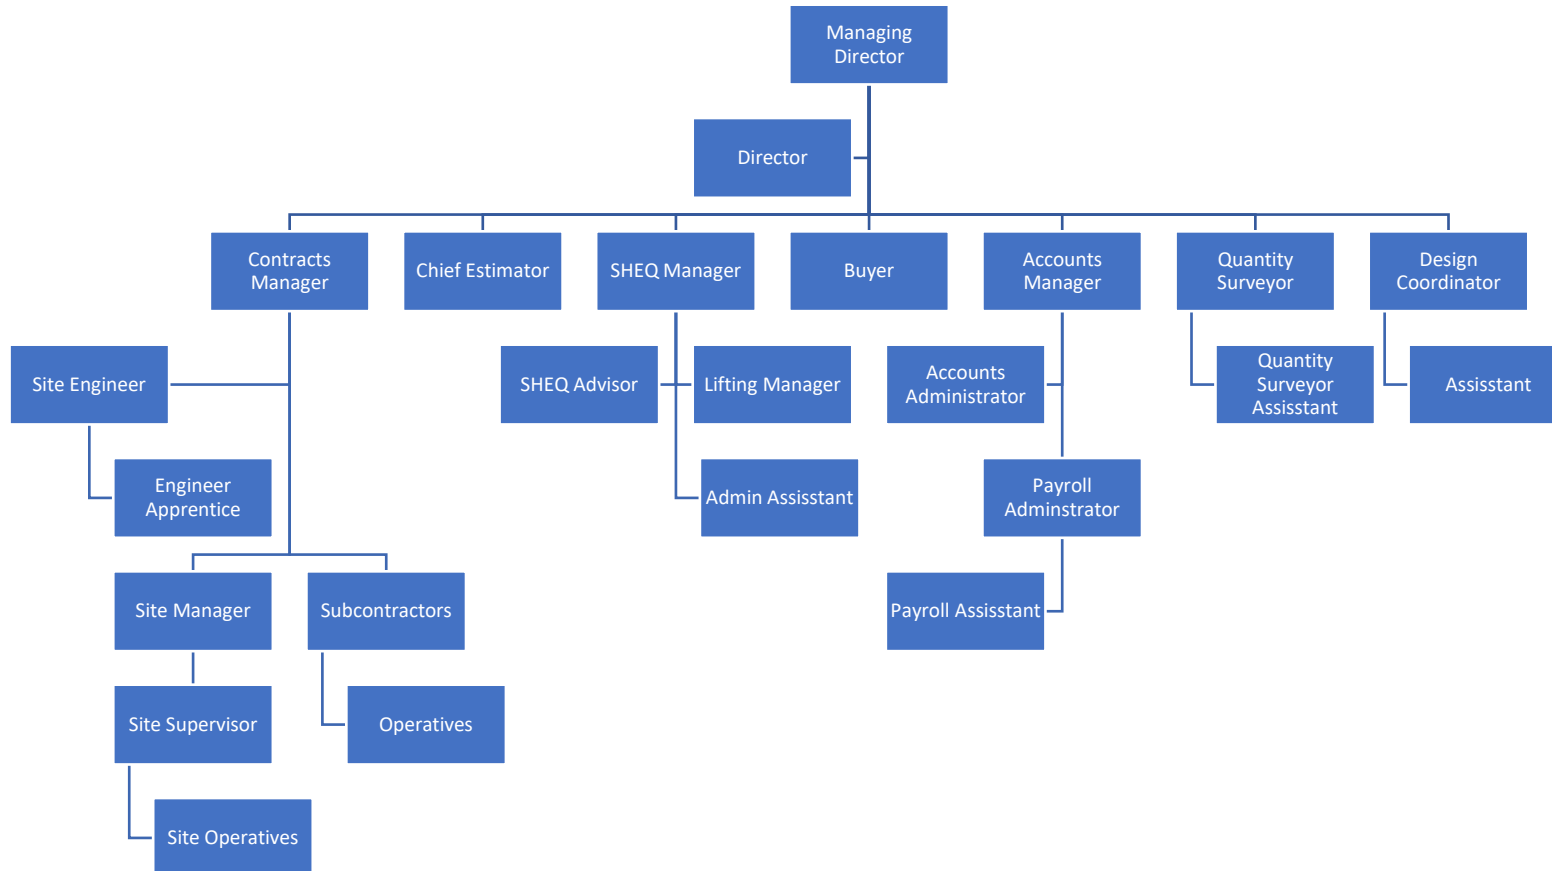 Managing
Director
Director
Contracts
Manager
Chief Estimator
SHEQ Manager
Buyer
Accounts
Manager
Quantity
Surveyor
Design
Coordinator
Site Engineer
SHEQ Advisor
Lifting Manager
Accounts
Administrator
Quantity
Surveyor
Assisstant
Assisstant
Engineer
Apprentice
Admin Assisstant
Payroll
Adminstrator
Site Manager
Subcontractors
Payroll Assisstant
Site Supervisor
Operatives
Site Operatives